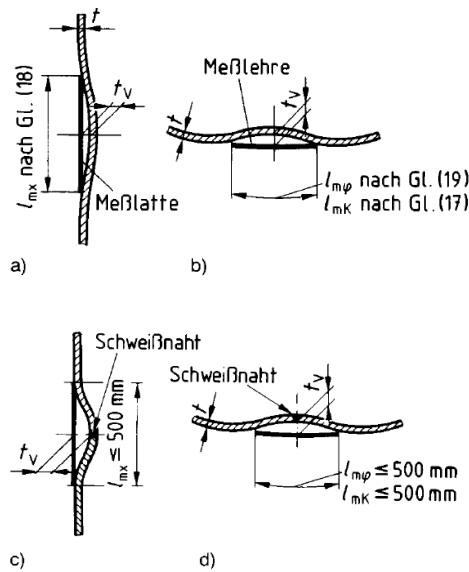 t
t_v
l_mx nach Gl. (18)
Meßlatte
a)
Meßlehre
t
t_v
l_mφ nach Gl. (19)
l_mK nach Gl. (17)
b)
Schweißnaht
t_v
l_mx ≦ 500 mm
c)
Schweißnaht
t
t_v
l_mφ ≦ 500 mm
l_mK ≦ 500 mm
d)